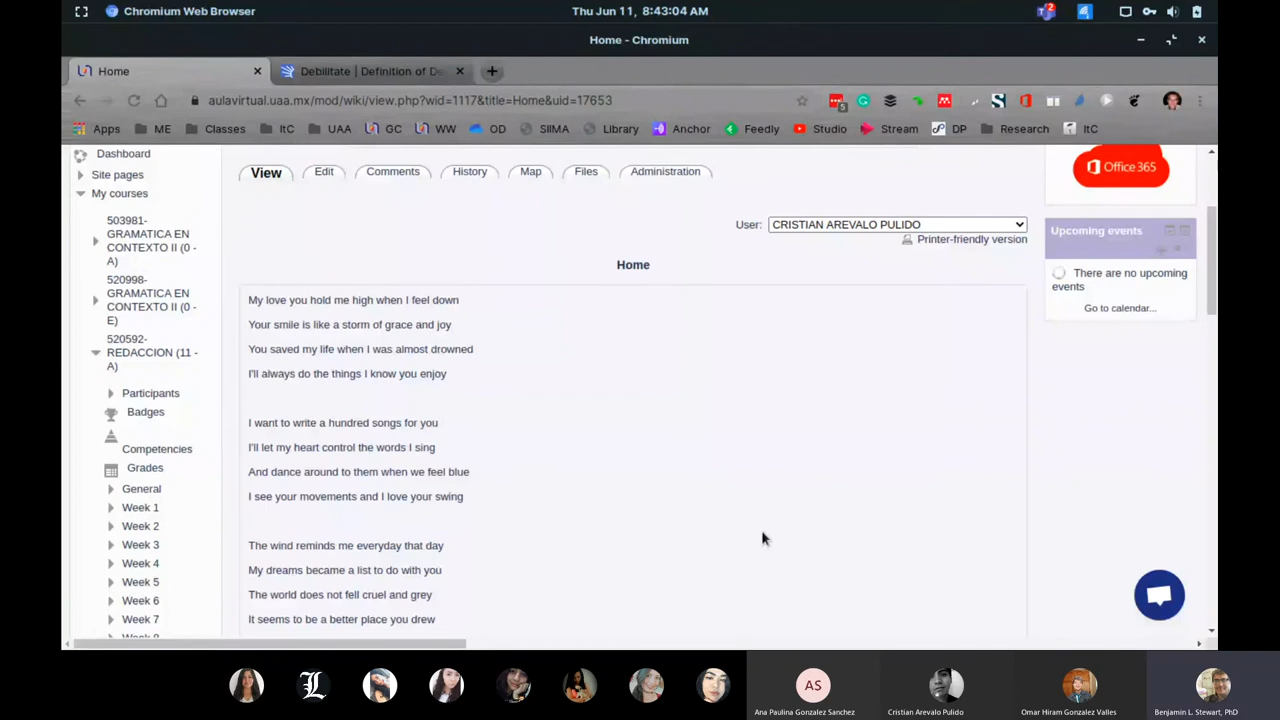 Chromium Web Browser
Thu Jun 11, 8:43:04 AM
2
Home - Chromium
Home
Debilitate | Definition of De
aulavirtual.uaa.mx/mod/wiki/view.php?wid=1117&title=Home&uid=17653
5
Apps ME Classes ItC UAA GC WW OD SIIMA Library Anchor Feedly Studio Stream DP Research ItC
Dashboard
Site pages
My courses
503981-
GRAMATICA EN
CONTEXTO II (0 -
A)
520998-
GRAMATICA EN
CONTEXTO II (0 -
E)
520592-
REDACCION (11 -
A)
Participants
Badges
Competencies
Grades
General
Week 1
Week 2
Week 3
Week 4
Week 5
Week 6
Week 7
View Edit Comments History Map Files Administration
User: CRISTIAN AREVALO PULIDO
Printer-friendly version
Home
My love you hold me high when I feel down
Your smile is like a storm of grace and joy
You saved my life when I was almost drowned
I'll always do the things I know you enjoy
I want to write a hundred songs for you
I'll let my heart control the words I sing
And dance around to them when we feel blue
I see your movements and I love your swing
The wind reminds me everyday that day
My dreams became a list to do with you
The world does not fell cruel and grey
It seems to be a better place you drew
Office 365
Upcoming events
There are no upcoming
events
Go to calendar...
L
AS
Ana Paulina Gonzalez Sanchez
Cristian Arevalo Pulido
Omar Hiram Gonzalez Valles
Benjamin L. Stewart, PhD